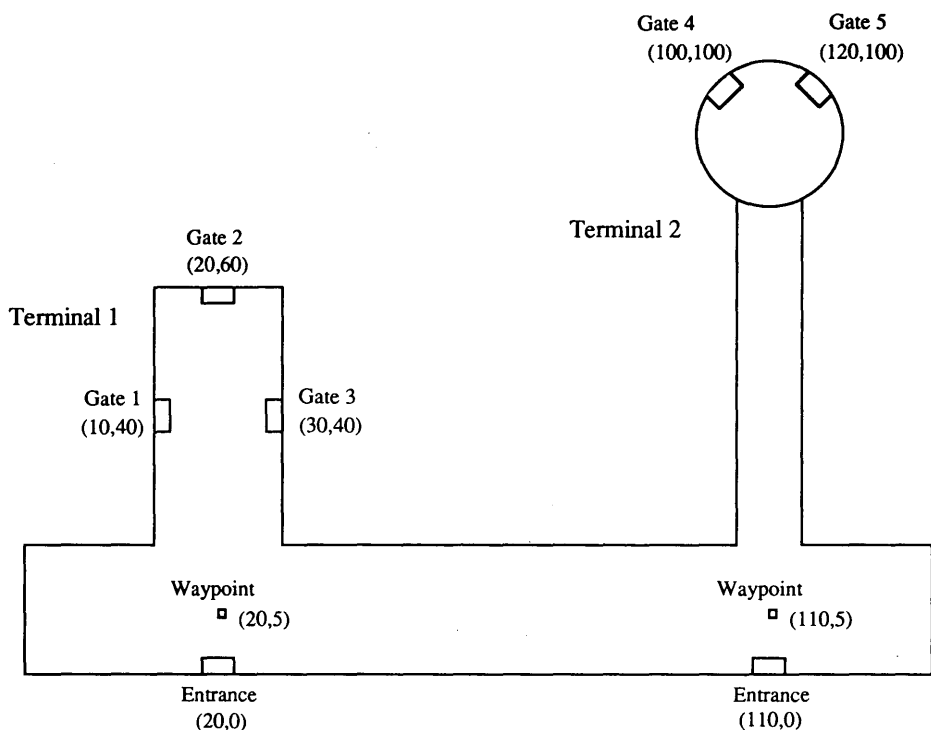 Gate 4
(100,100)
Gate 5
(120,100)
Terminal 2
Gate 2
(20,60)
Terminal 1
Gate 1
(10,40)
Gate 3
(30,40)
Waypoint
(20,5)
Waypoint
(110,5)
Entrance
(20,0)
Entrance
(110,0)